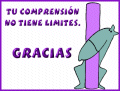 TU COMPRENSIÓN
NO TIENE LIMITES.
GRACIAS